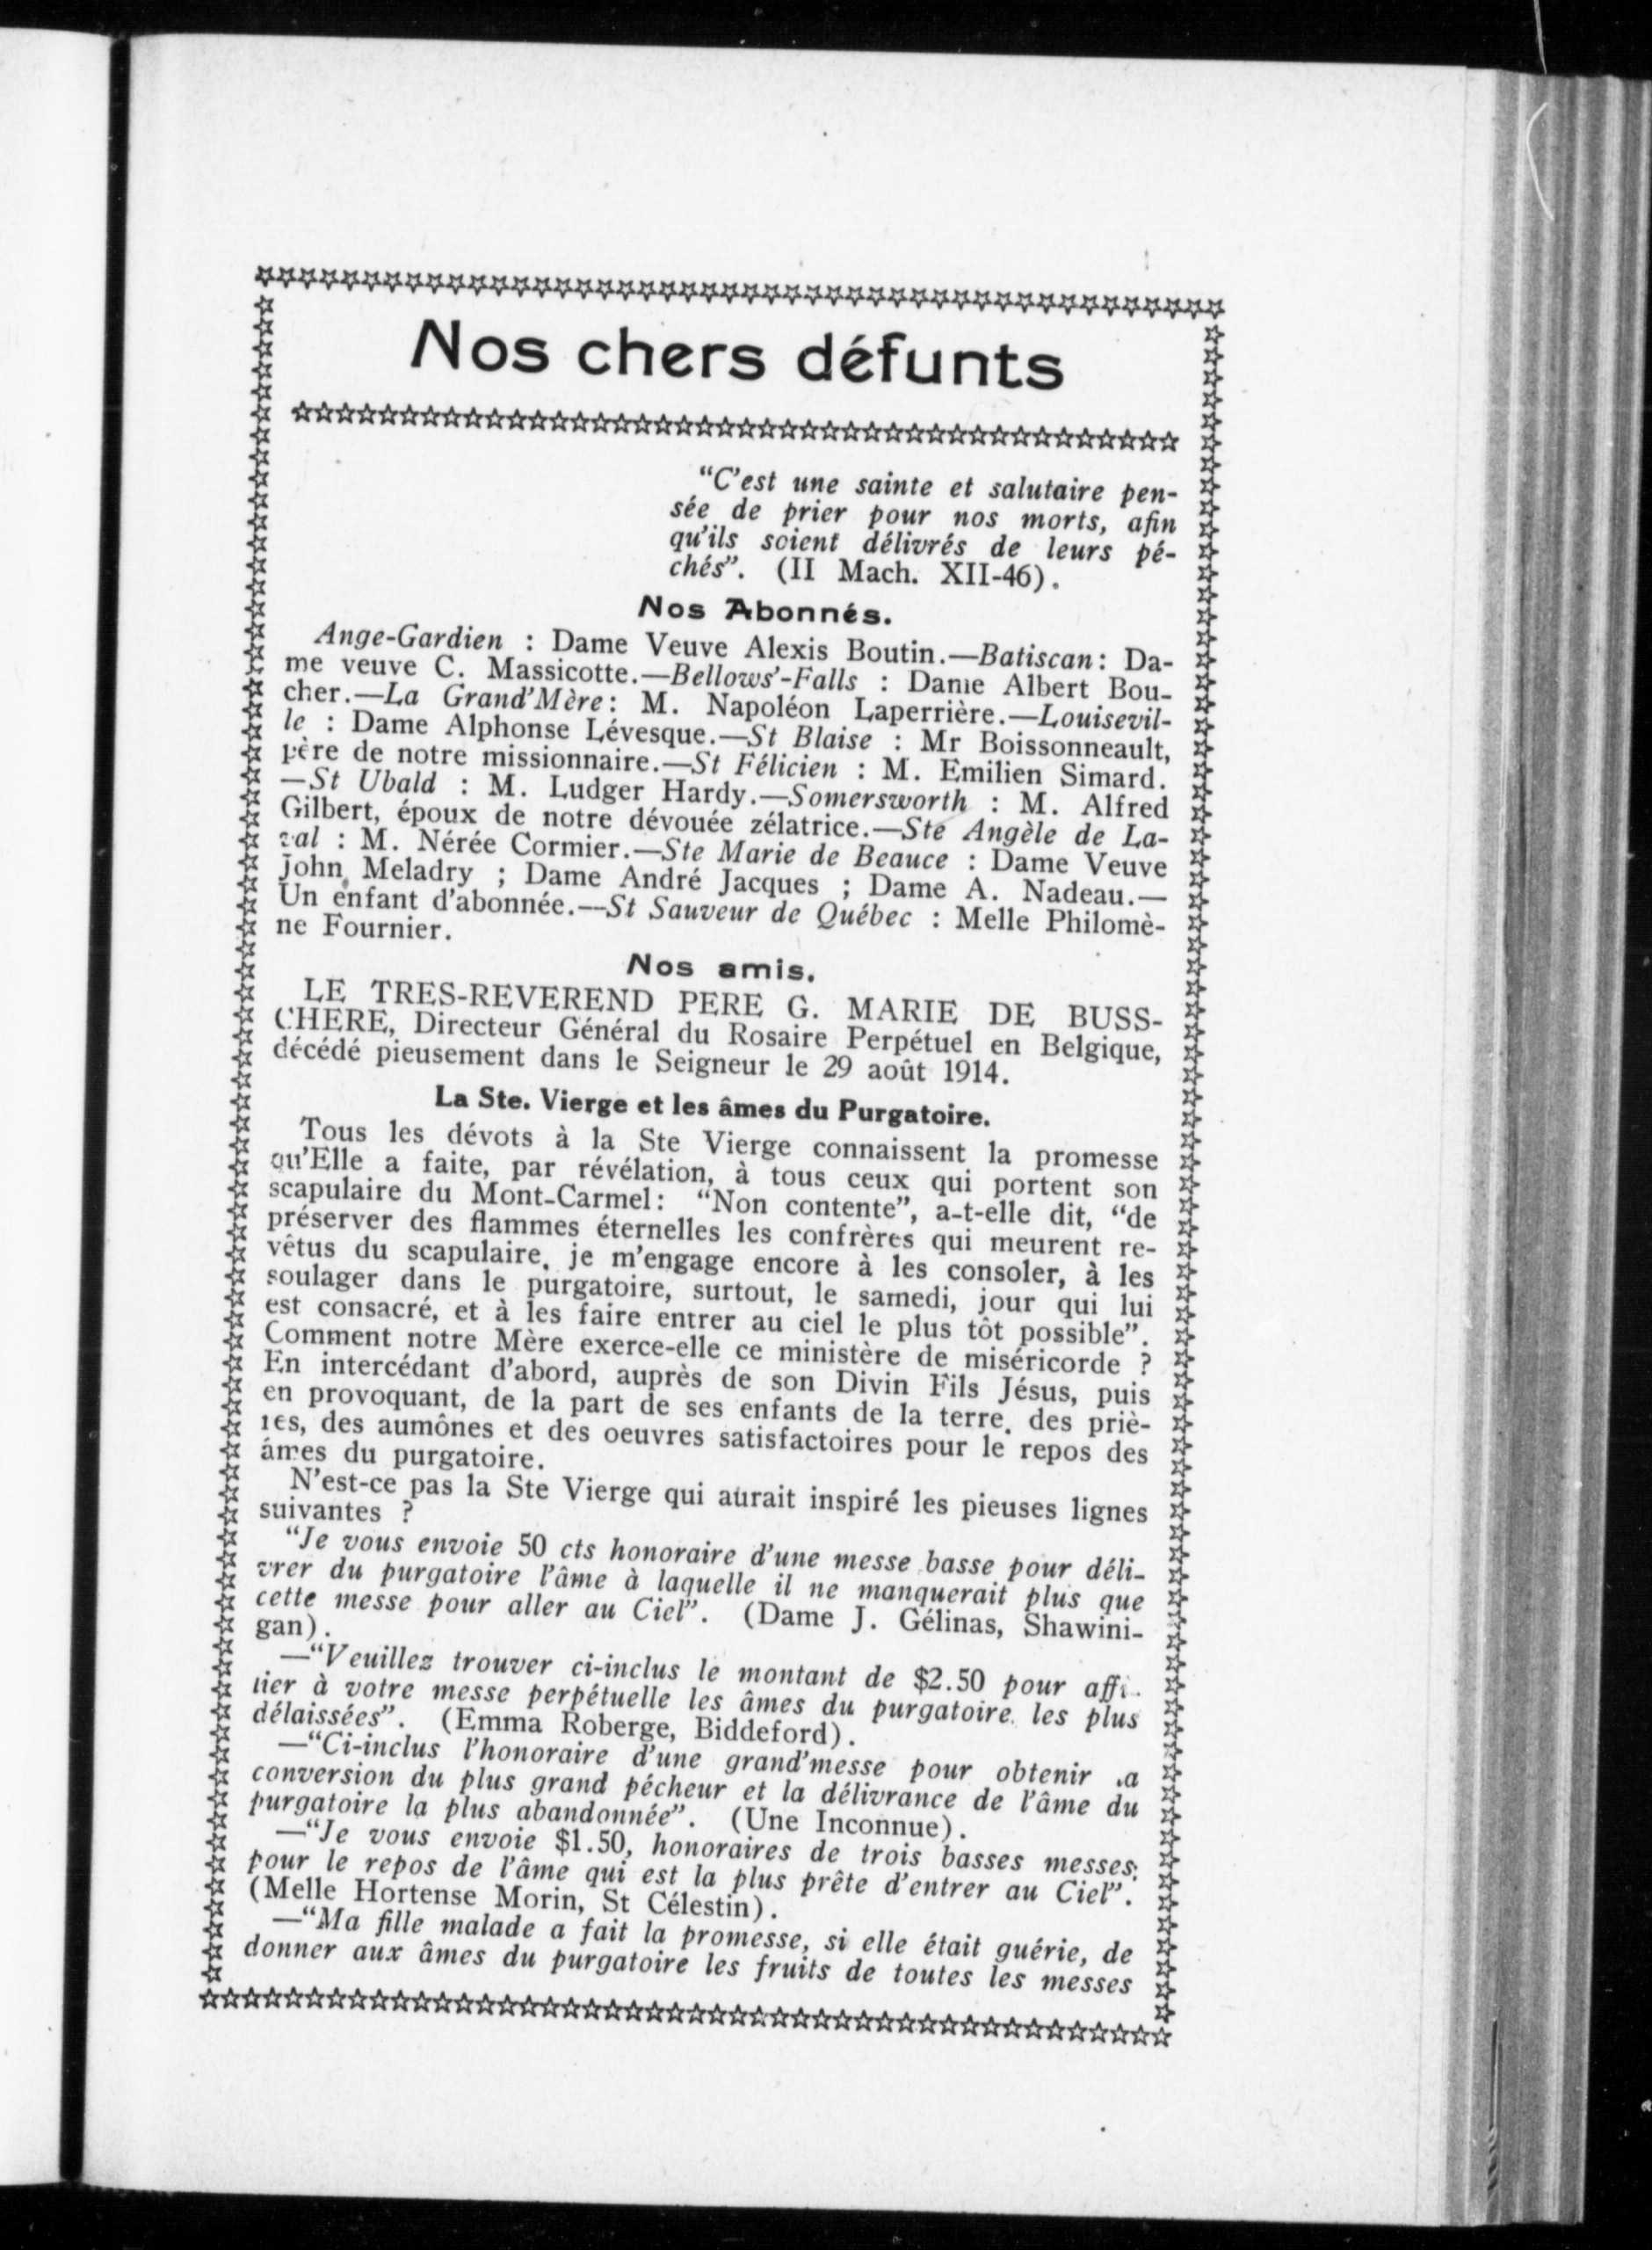 Nos chers défunts
"C'est une sainte et salutaire pen-
sée de prier pour nos morts, afin
qu'ils soient délivrés de leurs pé-
chés". (II Mach. XII-46).
Nos Abonnés.
Ange-Gardien : Dame Veuve Alexis Boutin.—Batiscan: Da-
me veuve C. Massicotte.—Bellows'-Falls : Dame Albert Bou-
cher.—La Grand'Mère: M. Napoléon Laperrière.—Louisevil-
le : Dame Alphonse Lévesque.—St Blaise : Mr Boissonneault,
père de notre missionnaire.—St Félicien : M. Emilien Simard.
—St Ubald : M. Ludger Hardy.—Somersworth : M. Alfred
Gilbert, époux de notre dévouée zélatrice.—Ste Angèle de La-
val : M. Nérée Cormier.—Ste Marie de Beauce : Dame Veuve
John Meladry ; Dame André Jacques ; Dame A. Nadeau.—
Un enfant d'abonnée.—St Sauveur de Québec : Melle Philomè-
ne Fournier.
Nos amis.
LE TRES-REVEREND PERE G. MARIE DE BUSS-
CHERE, Directeur Général du Rosaire Perpétuel en Belgique,
décédé pieusement dans le Seigneur le 29 août 1914.
La Ste. Vierge et les âmes du Purgatoire.
Tous les dévots à la Ste Vierge connaissent la promesse
qu'Elle a faite, par révélation, à tous ceux qui portent son
scapulaire du Mont-Carmel: "Non contente", a-t-elle dit, "de
préserver des flammes éternelles les confrères qui meurent re-
vêtus du scapulaire, je m'engage encore à les consoler, à les
soulager dans le purgatoire, surtout, le samedi, jour qui lui
est consacré, et à les faire entrer au ciel le plus tôt possible".
Comment notre Mère exerce-elle ce ministère de miséricorde ?
En intercédant d'abord, auprès de son Divin Fils Jésus, puis
en provoquant, de la part de ses enfants de la terre, des priè-
res, des aumônes et des oeuvres satisfactoires pour le repos des
âmes du purgatoire.
N'est-ce pas la Ste Vierge qui aurait inspiré les pieuses lignes
suivantes ?
"Je vous envoie 50 cts honoraire d'une messe basse pour déli-
vrer du purgatoire l'âme à laquelle il ne manquerait plus que
cette messe pour aller au Ciel". (Dame J. Gélinas, Shawini-
gan).
—"Veuillez trouver ci-inclus le montant de $2.50 pour affi-
lier à votre messe perpétuelle les âmes du purgatoire les plus
délaissées". (Emma Roberge, Biddeford).
—"Ci-inclus l'honoraire d'une grand'messe pour obtenir la
conversion du plus grand pécheur et la délivrance de l'âme du
purgatoire la plus abandonnée". (Une Inconnue).
—"Je vous envoie $1.50, honoraires de trois basses messes;
pour le repos de l'âme qui est la plus prête d'entrer au Ciel".
(Melle Hortense Morin, St Célestin).
—"Ma fille malade a fait la promesse, si elle était guérie, de
donner aux âmes du purgatoire les fruits de toutes les messes